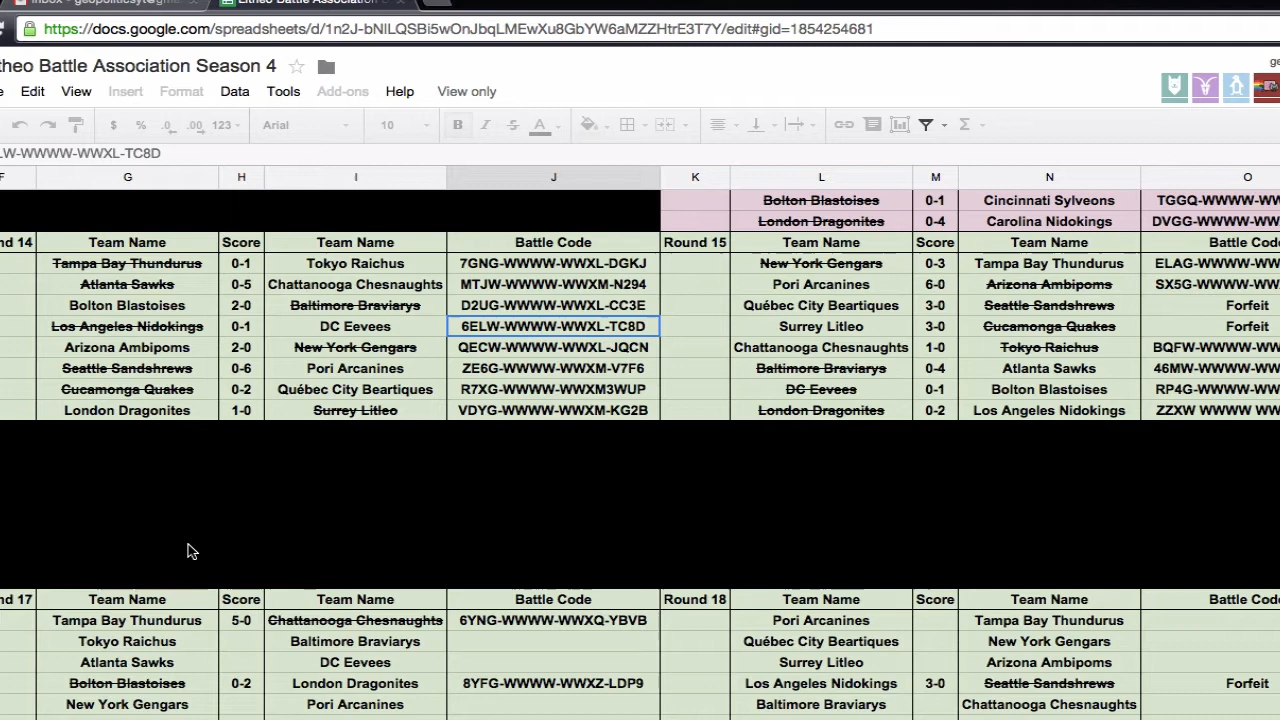 Inbox - geopoliticsyt@gmai
Litheo Battle Association
https://docs.google.com/spreadsheets/d/1n2J-bNlLQSBi5wOnJbqLMEwXu8GbYW6aMZZHtrE3T7Y/edit#gid=1854254681
theo Battle Association Season 4 ge
e Edit View Insert Format Data Tools Add-ons Help View only
$ % .0 .00 123 Arial 10 B I S A Σ
LW-WWWW-WWXL-TC8D
F G H I J K L M N O
Bolton Blastoises 0-1 Cincinnati Sylveons TGGQ-WWWW-WW
London Dragonites 0-4 Carolina Nidokings DVGG-WWWW-WW
nd 14 Team Name Score Team Name Battle Code Round 15 Team Name Score Team Name Battle Cod
Tampa Bay Thundurus 0-1 Tokyo Raichus 7GNG-WWWW-WWXL-DGKJ New York Gengars 0-3 Tampa Bay Thundurus ELAG-WWWW-WW
Atlanta Sawks 0-5 Chattanooga Chesnaughts MTJW-WWWW-WWXM-N294 Pori Arcanines 6-0 Arizona Ambipoms SX5G-WWWW-WW
Bolton Blastoises 2-0 Baltimore Braviarys D2UG-WWWW-WWXL-CC3E Québec City Beartiques 3-0 Seattle Sandshrews Forfeit
Los Angeles Nidokings 0-1 DC Eevees 6ELW-WWWW-WWXL-TC8D Surrey Litleo 3-0 Cucamonga Quakes Forfeit
Arizona Ambipoms 2-0 New York Gengars QECW-WWWW-WWXL-JQCN Chattanooga Chesnaughts 1-0 Tokyo Raichus BQFW-WWWW-WW
Seattle Sandshrews 0-6 Pori Arcanines ZE6G-WWWW-WWXM-V7F6 Baltimore Braviarys 0-4 Atlanta Sawks 46MW-WWWW-WW
Cucamonga Quakes 0-2 Québec City Beartiques R7XG-WWWW-WWXM3WUP DC Eevees 0-1 Bolton Blastoises RP4G-WWWW-WW
London Dragonites 1-0 Surrey Litleo VDYG-WWWW-WWXM-KG2B London Dragonites 0-2 Los Angeles Nidokings ZZXW WWWW WW
nd 17 Team Name Score Team Name Battle Code Round 18 Team Name Score Team Name Battle Cod
Tampa Bay Thundurus 5-0 Chattanooga Chesnaughts 6YNG-WWWW-WWXQ-YBVB Pori Arcanines Tampa Bay Thundurus
Tokyo Raichus Baltimore Braviarys Québec City Beartiques New York Gengars
Atlanta Sawks DC Eevees Surrey Litleo Arizona Ambipoms
Bolton Blastoises 0-2 London Dragonites 8YFG-WWWW-WWXZ-LDP9 Los Angeles Nidokings 3-0 Seattle Sandshrews Forfeit
New York Gengars Pori Arcanines Baltimore Braviarys Chattanooga Chesnaughts